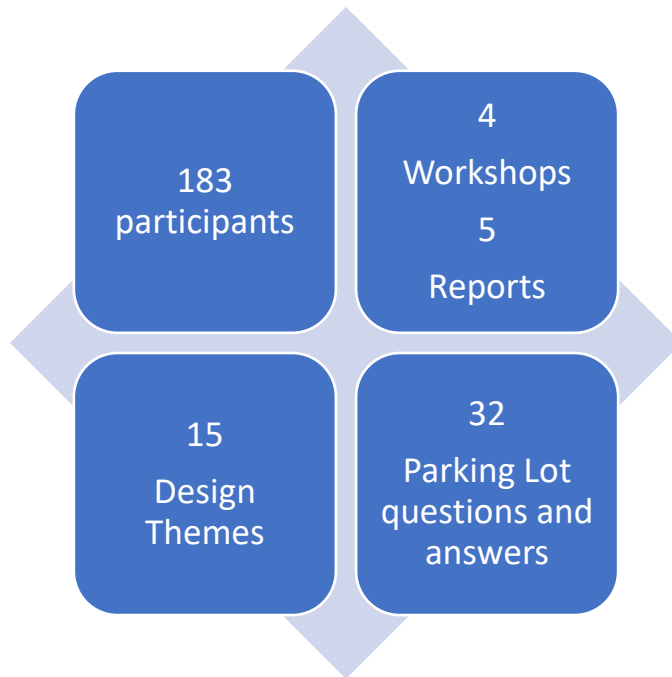 183
participants
4
Workshops
5
Reports
15
Design
Themes
32
Parking Lot
questions and
answers